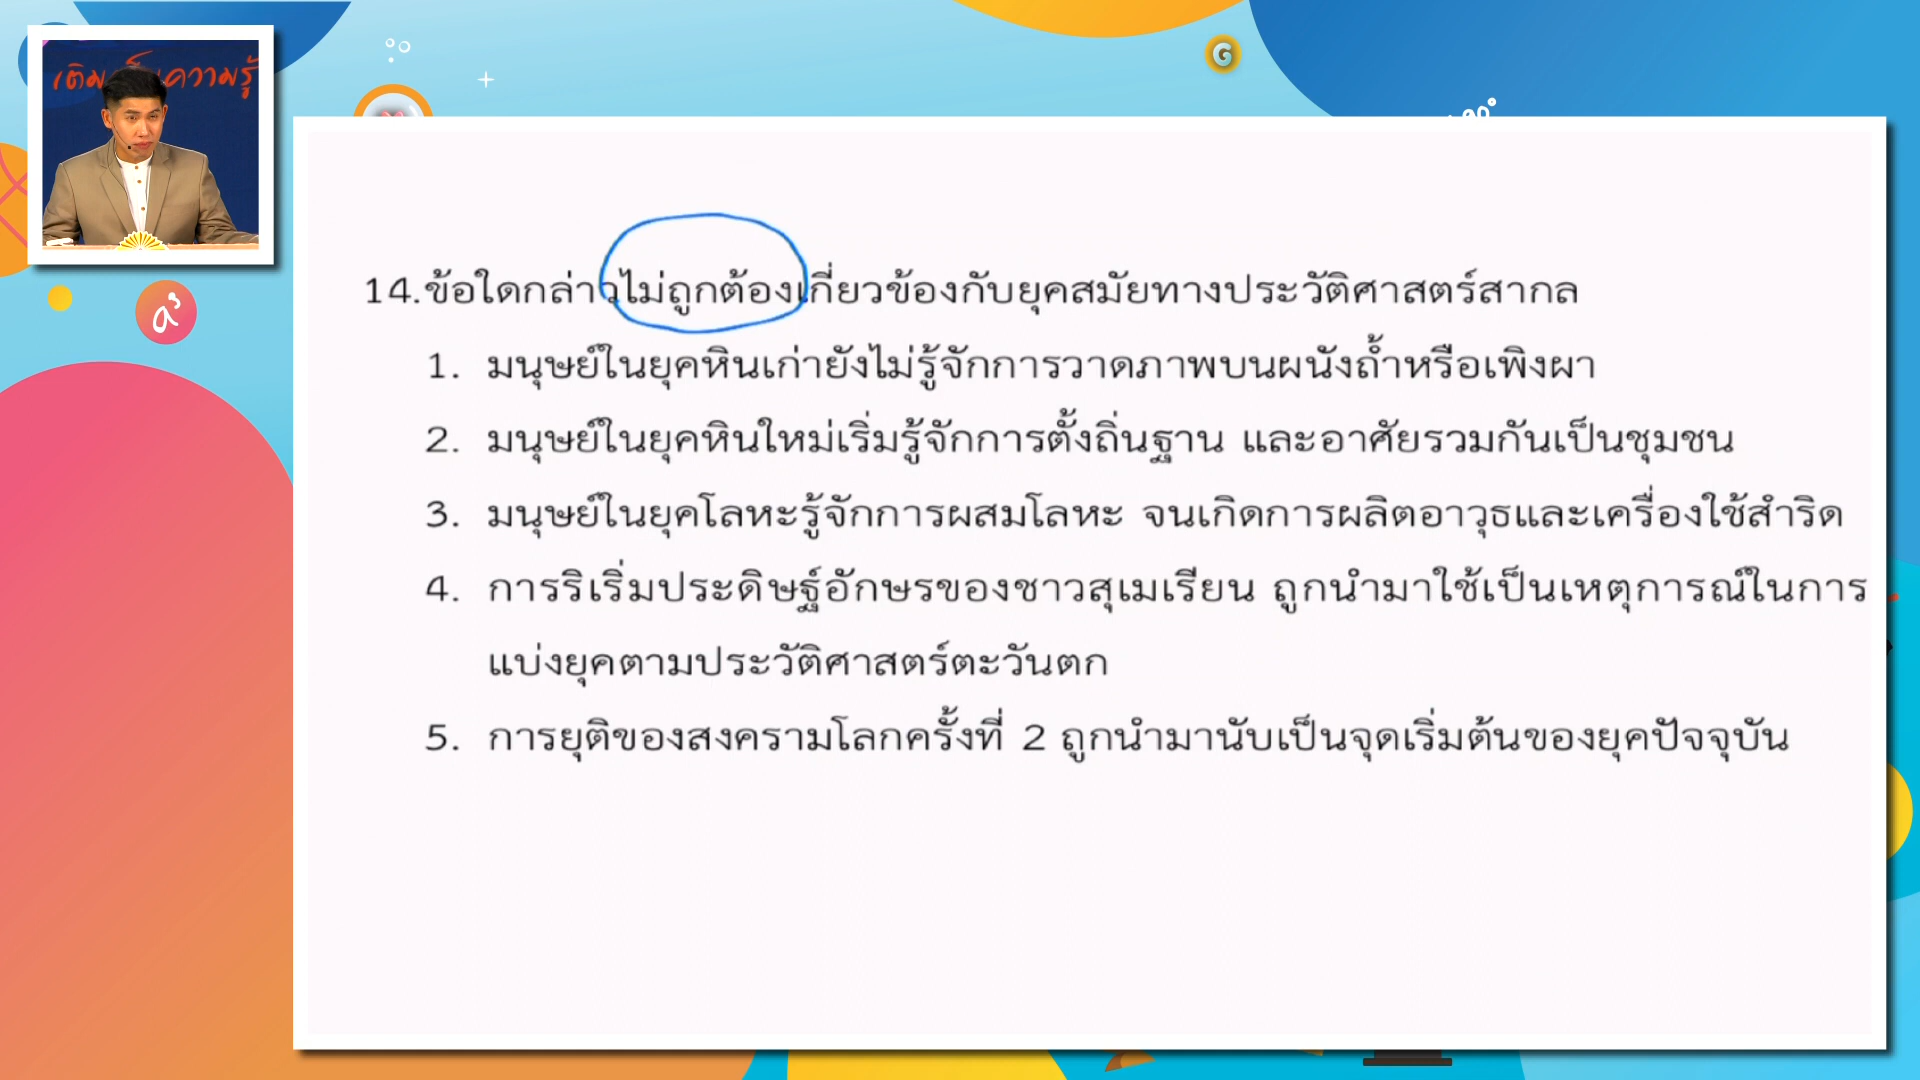 เติม ความรู้
14.ข้อใดกล่าวไม่ถูกต้องเกี่ยวข้องกับยุคสมัยทางประวัติศาสตร์สากล
1. มนุษย์ในยุคหินเก่ายังไม่รู้จักการวาดภาพบนผนังถ้ำหรือเพิงผา
2. มนุษย์ในยุคหินใหม่เริ่มรู้จักการตั้งถิ่นฐาน และอาศัยรวมกันเป็นชุมชน
3. มนุษย์ในยุคโลหะรู้จักการผสมโลหะ จนเกิดการผลิตอาวุธและเครื่องใช้สำริด
4. การริเริ่มประดิษฐ์อักษรของชาวสุเมเรียน ถูกนำมาใช้เป็นเหตุการณ์ในการ
แบ่งยุคตามประวัติศาสตร์ตะวันตก
5. การยุติของสงครามโลกครั้งที่ 2 ถูกนำมานับเป็นจุดเริ่มต้นของยุคปัจจุบัน